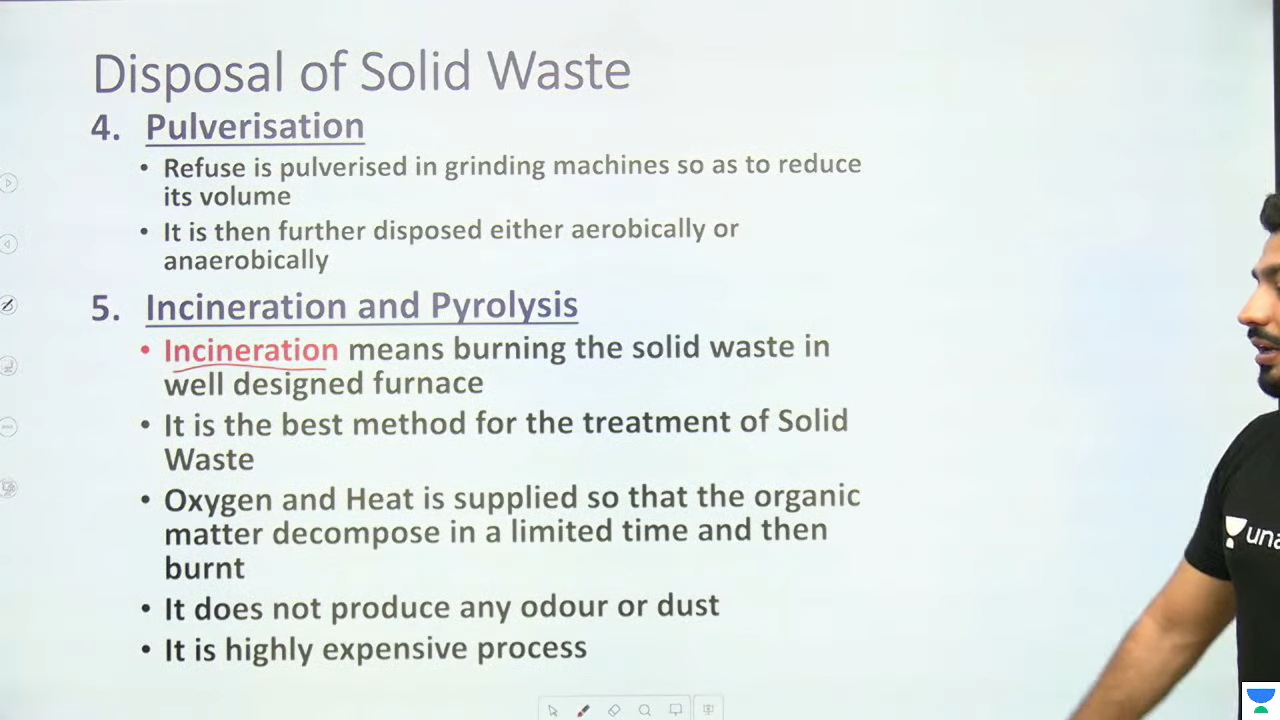 Disposal of Solid Waste
4. Pulverisation
• Refuse is pulverised in grinding machines so as to reduce
its volume
• It is then further disposed either aerobically or
anaerobically
5. Incineration and Pyrolysis
• Incineration means burning the solid waste in
well designed furnace
• It is the best method for the treatment of Solid
Waste
• Oxygen and Heat is supplied so that the organic
matter decompose in a limited time and then
burnt
• It does not produce any odour or dust
• It is highly expensive process
una